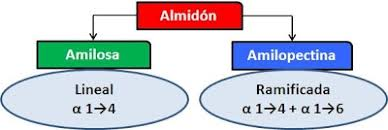 Almidón
Amilosa
Amilopectina
Lineal
α 1→4
Ramificada
α 1→4 + α 1→6